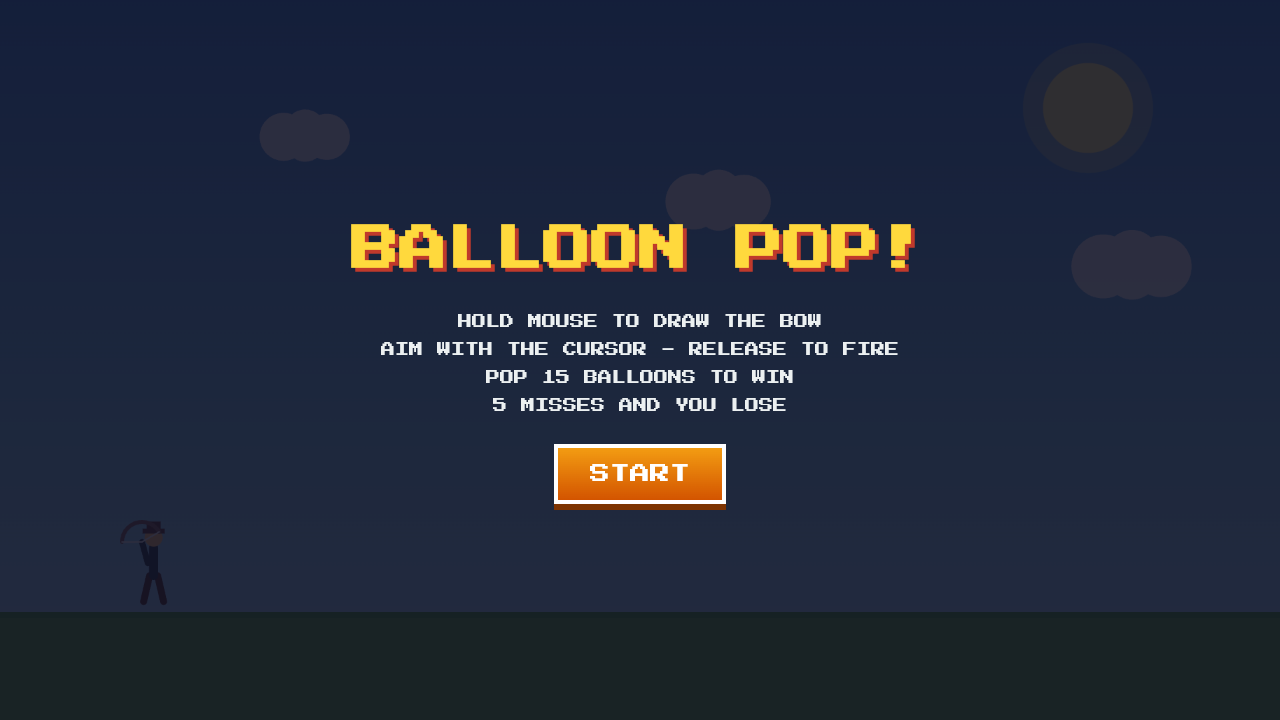 BALLOON POP!
HOLD MOUSE TO DRAW THE BOW
AIM WITH THE CURSOR – RELEASE TO FIRE
POP 15 BALLOONS TO WIN
5 MISSES AND YOU LOSE
START